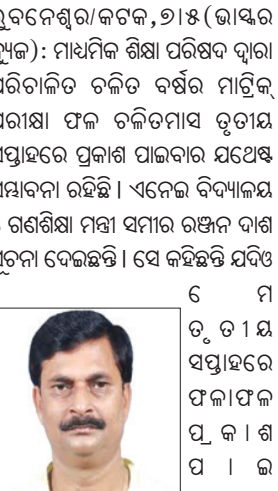 ଭୁବନେଶ୍ୱର/କଟକ,୭।୫(ଭାସ୍କର
ନ୍ୟୁଜ): ମାଧ୍ୟମିକ ଶିକ୍ଷା ପରିଷଦ ଦ୍ୱାରା
ପରିଚାଳିତ ଚଳିତ ବର୍ଷର ମାଟ୍ରିକ୍
ପରୀକ୍ଷା ଫଳ ଚଳିତମାସ ତୃତୀୟ
ସପ୍ତାହରେ ପ୍ରକାଶ ପାଇବାର ଯଥେଷ୍ଟ
ସମ୍ଭାବନା ରହିଛି । ଏନେଇ ବିଦ୍ୟାଳୟ
ଗଣଶିକ୍ଷା ମନ୍ତ୍ରୀ ସମୀର ରଞ୍ଜନ ଦାଶ
ସୂଚନା ଦେଇଛନ୍ତି । ସେ କହିଛନ୍ତି ଯଦିଓ
ମେ
ତୃତୀୟ
ସପ୍ତାହରେ
ଫଳାଫଳ
ପ୍ରକାଶ
ପାଇ